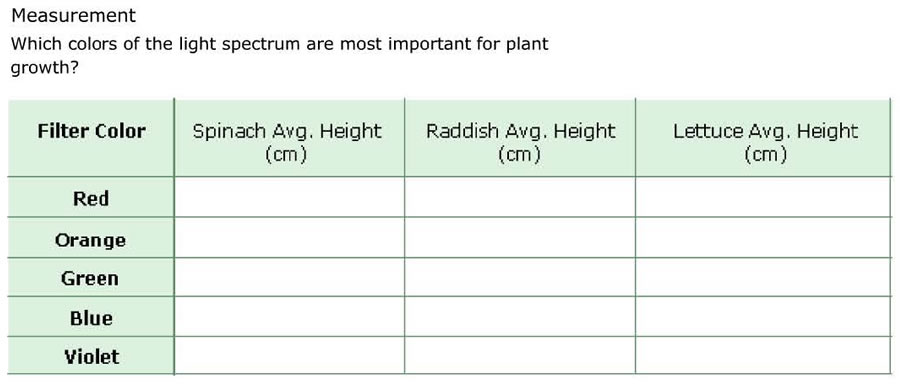 Measurement
Which colors of the light spectrum are most important for plant
growth?
Filter Color
Spinach Avg. Height
(cm)
Raddish Avg. Height
(cm)
Lettuce Avg. Height
(cm)
Red
Orange
Green
Blue
Violet